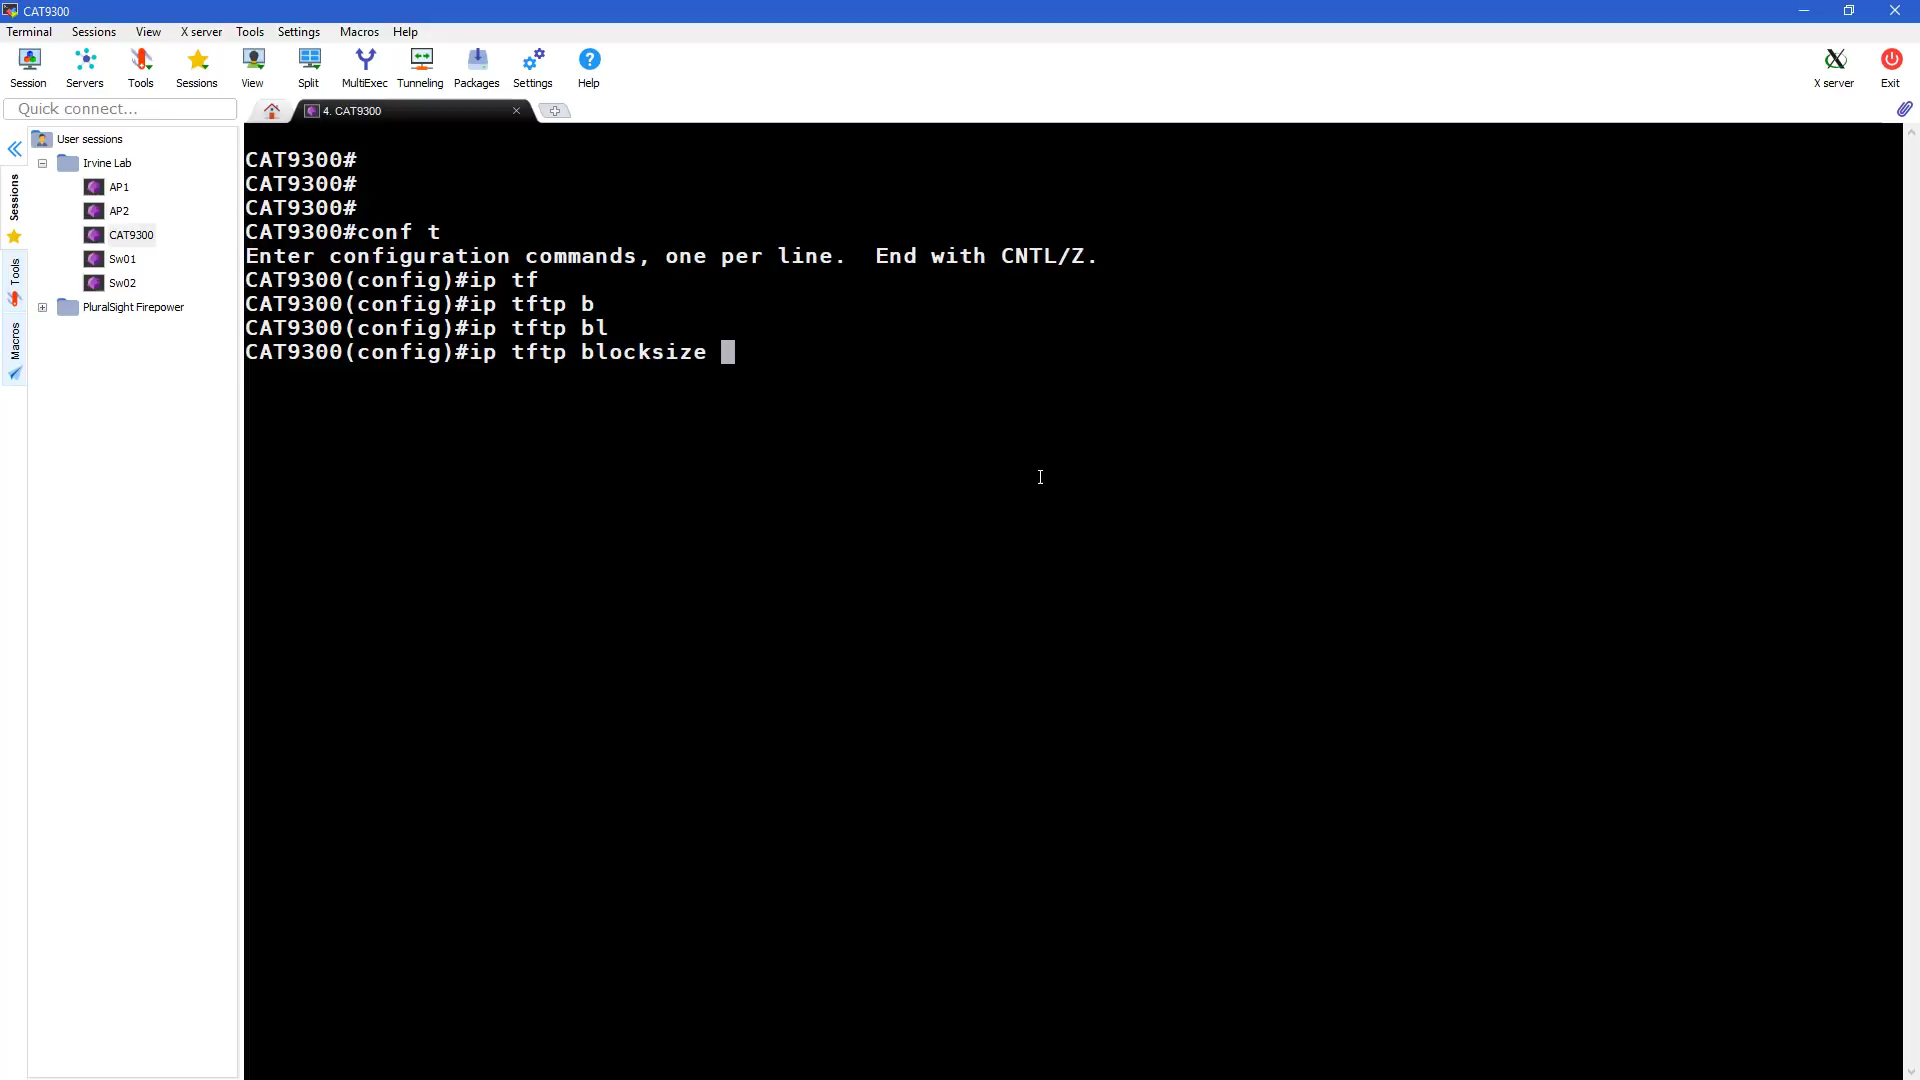 CAT9300
Terminal Sessions View X server Tools Settings Macros Help
Session Servers Tools Sessions View Split MultiExec Tunneling Packages Settings Help X server Exit
Quick connect...
4. CAT9300
User sessions
Irvine Lab
AP1
AP2
CAT9300
Sw01
Sw02
PluralSight Firepower
Sessions
Tools
Macros
CAT9300#
CAT9300#
CAT9300#
CAT9300#conf t
Enter configuration commands, one per line.  End with CNTL/Z.
CAT9300(config)#ip tf
CAT9300(config)#ip tftp b
CAT9300(config)#ip tftp bl
CAT9300(config)#ip tftp blocksize